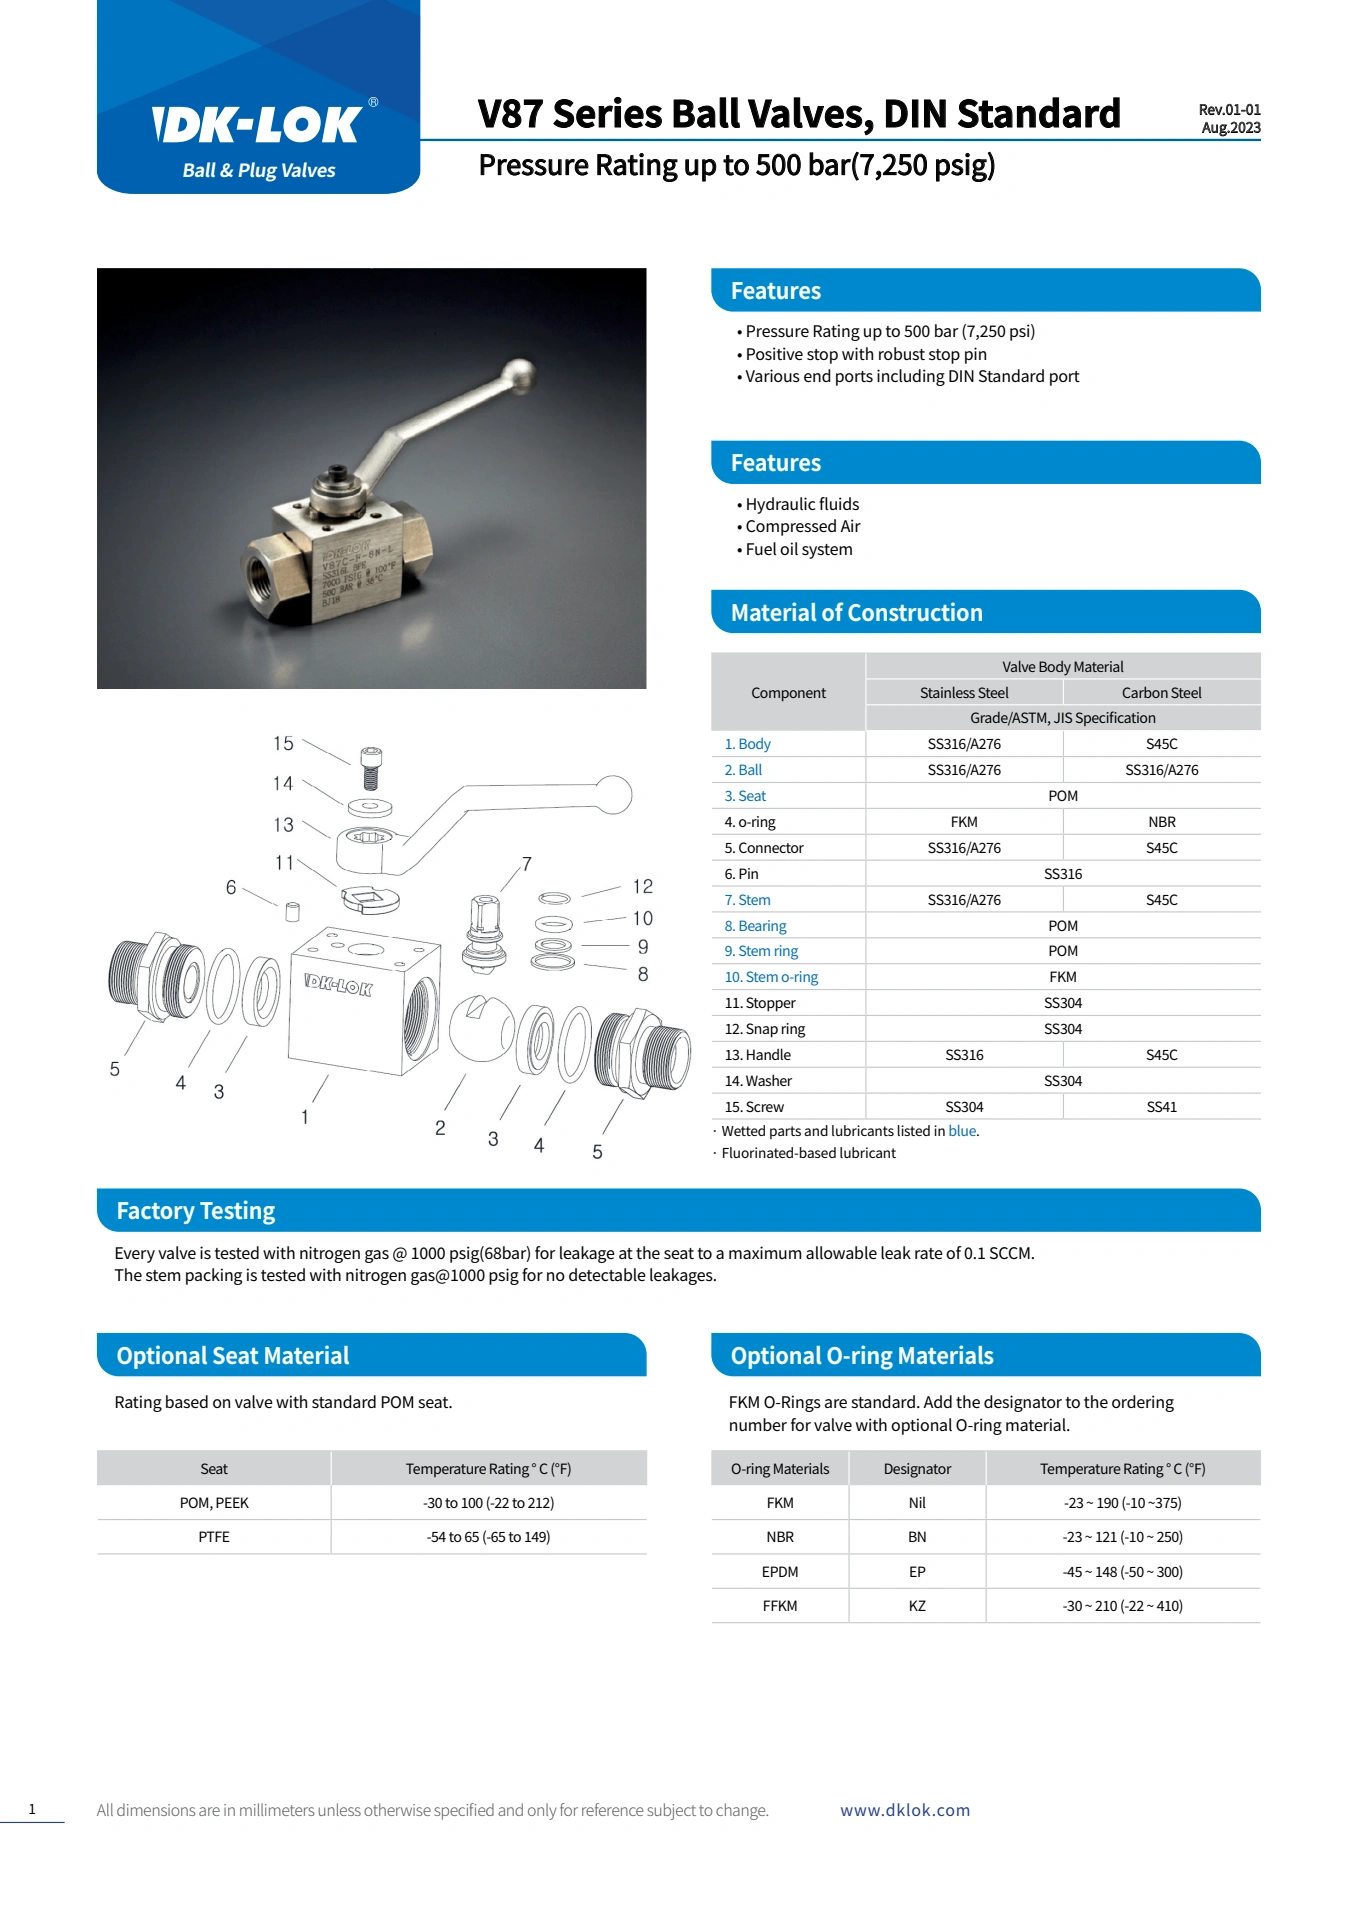 DK-LOK®
Ball & Plug Valves
V87 Series Ball Valves, DIN Standard
Rev.01-01
Aug.2023
Pressure Rating up to 500 bar(7,250 psig)
DK-LOK
V87C-F-8N-L
SS316L BPE
7000 PSIG @ 100°F
500 BAR @ 38°C
Features
• Pressure Rating up to 500 bar (7,250 psi)
• Positive stop with robust stop pin
• Various end ports including DIN Standard port
Features
• Hydraulic fluids
• Compressed Air
• Fuel oil system
Material of Construction
Component
Valve Body Material
Stainless Steel Carbon Steel
Grade/ASTM, JIS Specification
1. Body SS316/A276 S45C
2. Ball SS316/A276 SS316/A276
3. Seat POM
4. o-ring FKM NBR
5. Connector SS316/A276 S45C
6. Pin SS316
7. Stem SS316/A276 S45C
8. Bearing POM
9. Stem ring POM
10. Stem o-ring FKM
11. Stopper SS304
12. Snap ring SS304
13. Handle SS316 S45C
14. Washer SS304
15. Screw SS304 SS41
· Wetted parts and lubricants listed in blue.
· Fluorinated-based lubricant
15
14
13
11
7
6
12
10
9
8
DK-LOK
5
4
3
1
2
3
4
5
Factory Testing
Every valve is tested with nitrogen gas @ 1000 psig(68bar) for leakage at the seat to a maximum allowable leak rate of 0.1 SCCM.
The stem packing is tested with nitrogen gas@1000 psig for no detectable leakages.
Optional Seat Material
Rating based on valve with standard POM seat.
Seat Temperature Rating ° C (°F)
POM, PEEK -30 to 100 (-22 to 212)
PTFE -54 to 65 (-65 to 149)
Optional O-ring Materials
FKM O-Rings are standard. Add the designator to the ordering
number for valve with optional O-ring material.
O-ring Materials Designator Temperature Rating ° C (°F)
FKM Nil -23 ~ 190 (-10 ~375)
NBR BN -23 ~ 121 (-10 ~ 250)
EPDM EP -45 ~ 148 (-50 ~ 300)
FFKM KZ -30 ~ 210 (-22 ~ 410)
1
All dimensions are in millimeters unless otherwise specified and only for reference subject to change.
www.dklok.com